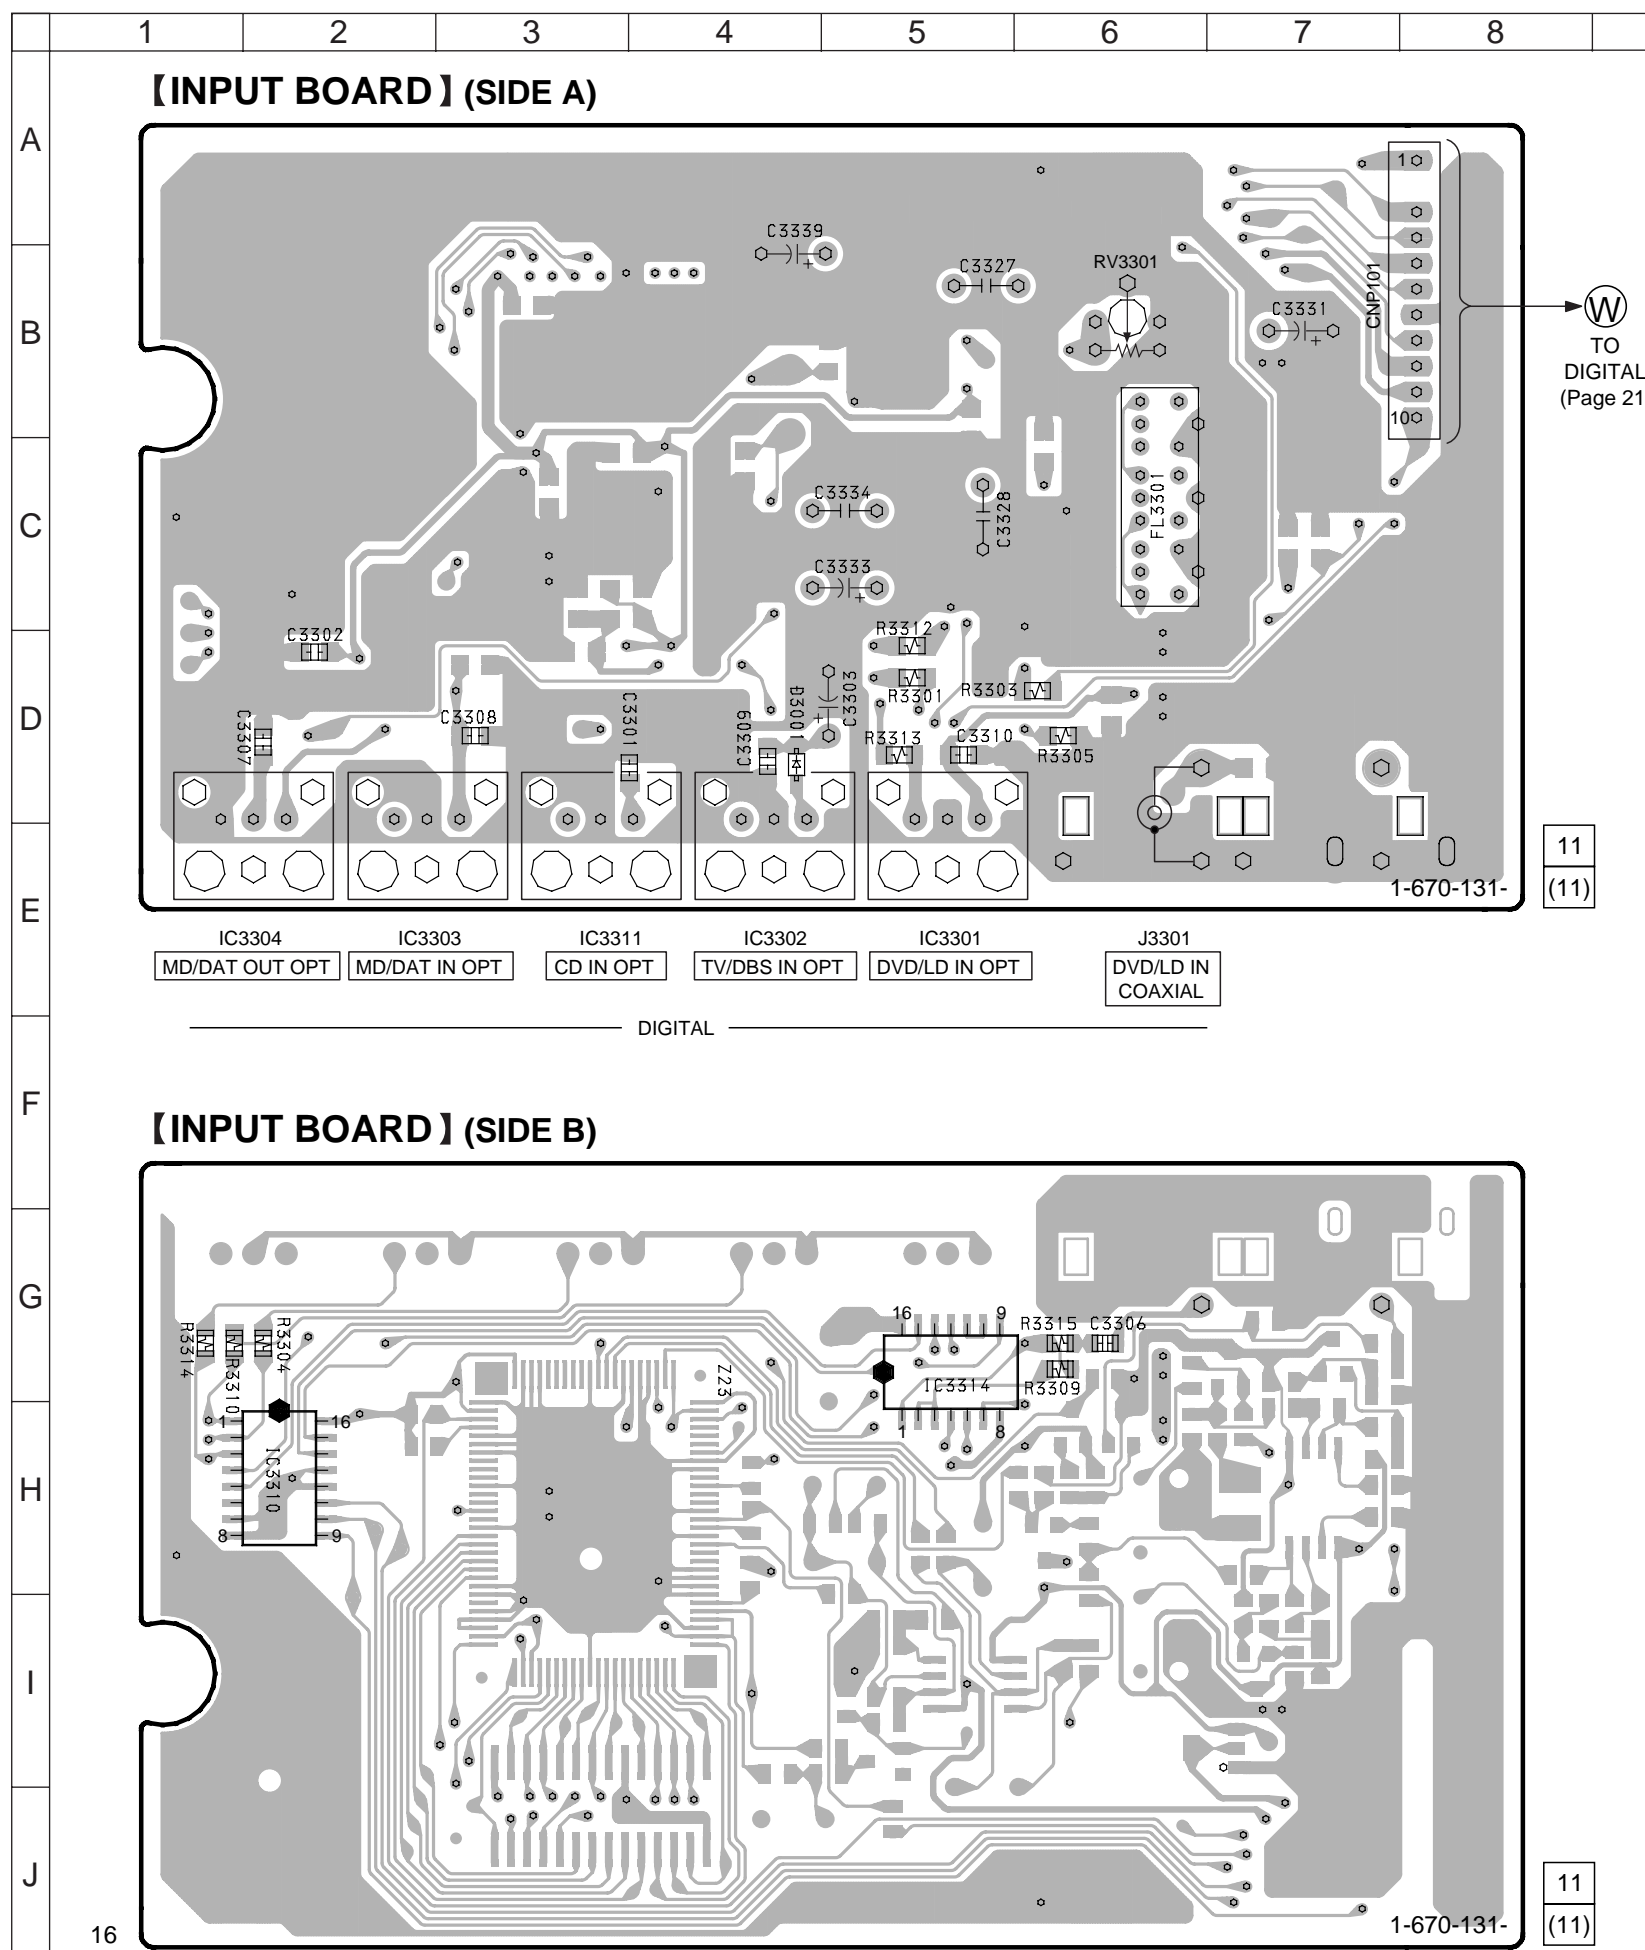 1 2 3 4 5 6 7 8
A
B
C
D
E
F
G
H
I
J
【INPUT BOARD】(SIDE A)
C3339
C3327
RV3301
C3331
CNP101
1
10
W
TO
DIGITAL
(Page 21
C3334
C3328
FL3301
C3333
C3302
R3312
R3301
R3303
C3303
D3001
C3307
C3308
C3301
C3309
R3313
C3310
R3305
1-670-131-
11
(11)
IC3304
MD/DAT OUT OPT
IC3303
MD/DAT IN OPT
IC3311
CD IN OPT
IC3302
TV/DBS IN OPT
IC3301
DVD/LD IN OPT
J3301
DVD/LD IN
COAXIAL
DIGITAL
【INPUT BOARD】(SIDE B)
R3314
R3310
R3304
1
16
IC3310
8
9
Z23
16
9
IC3314
1
8
R3315
C3306
R3309
1-670-131-
11
(11)
16